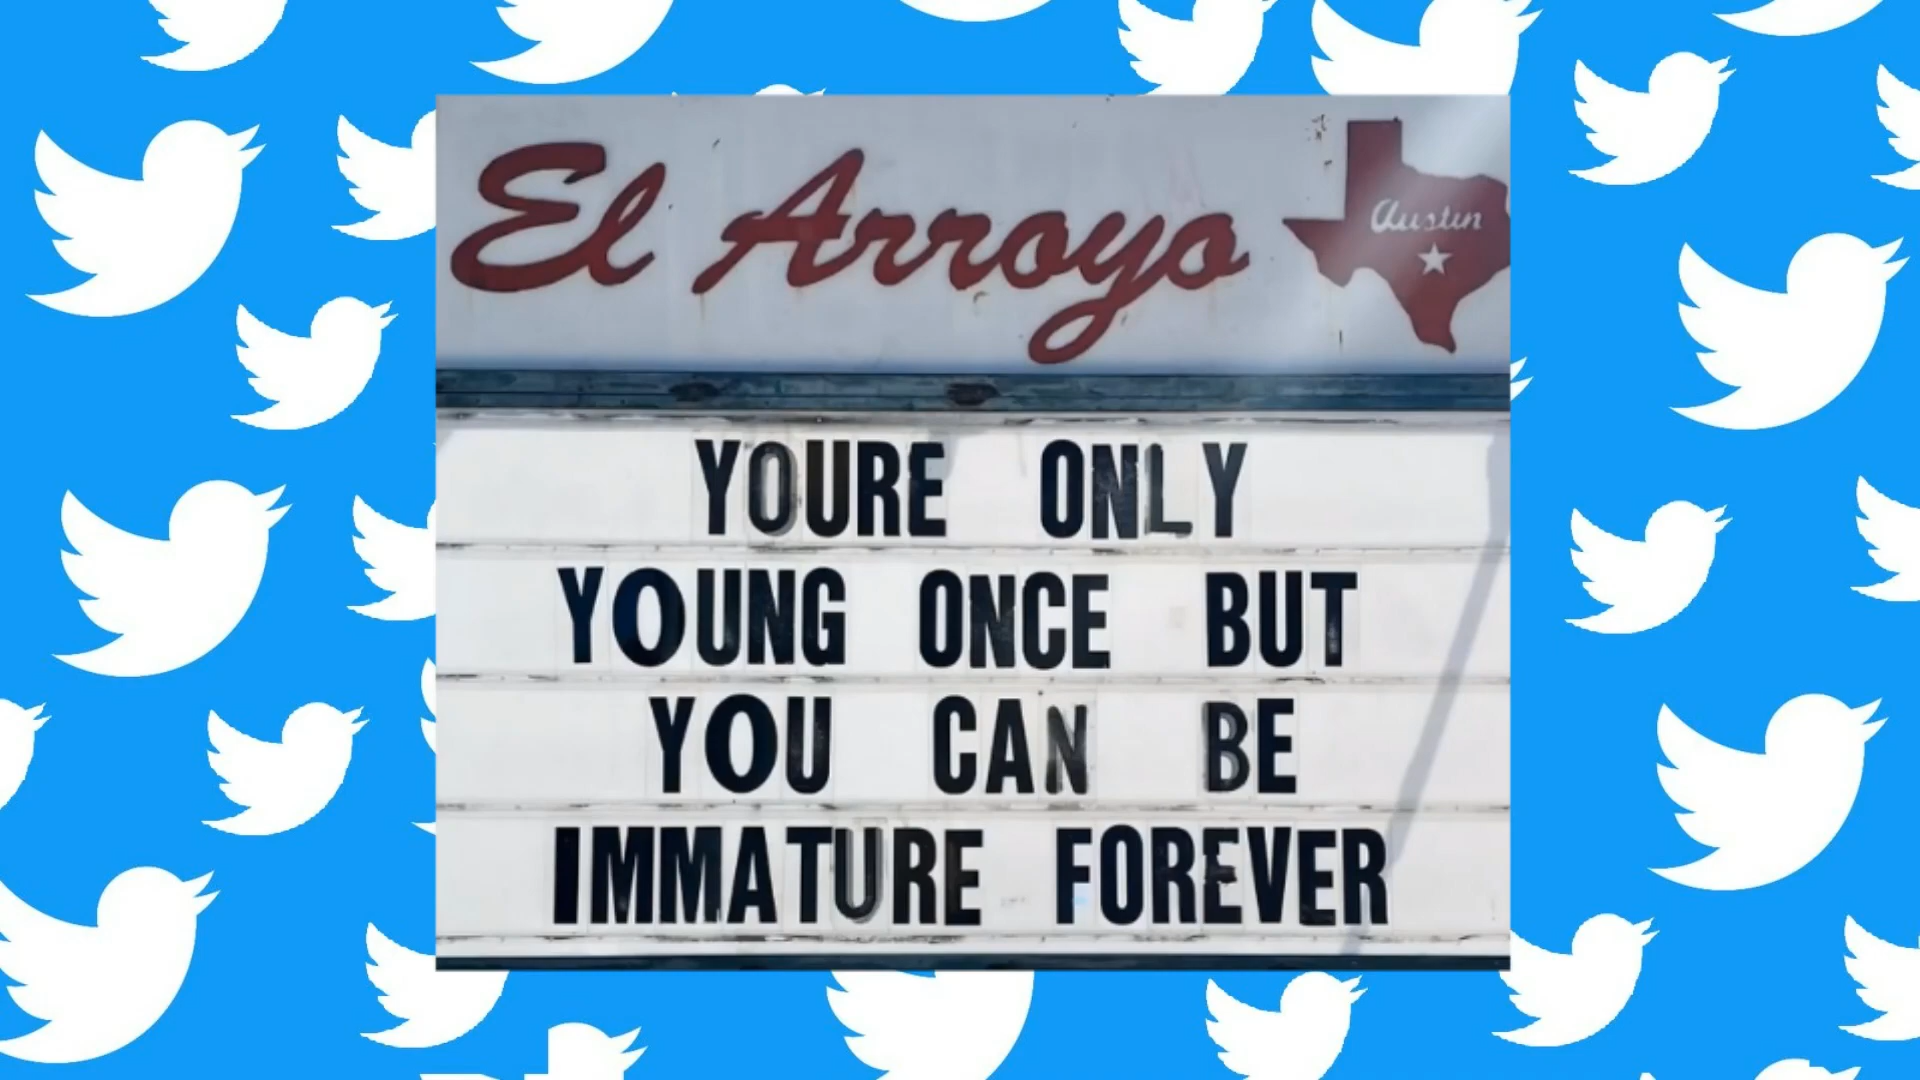 El Arroyo
Austin
YOURE ONLY
YOUNG ONCE BUT
YOU CAN BE
IMMATURE FOREVER